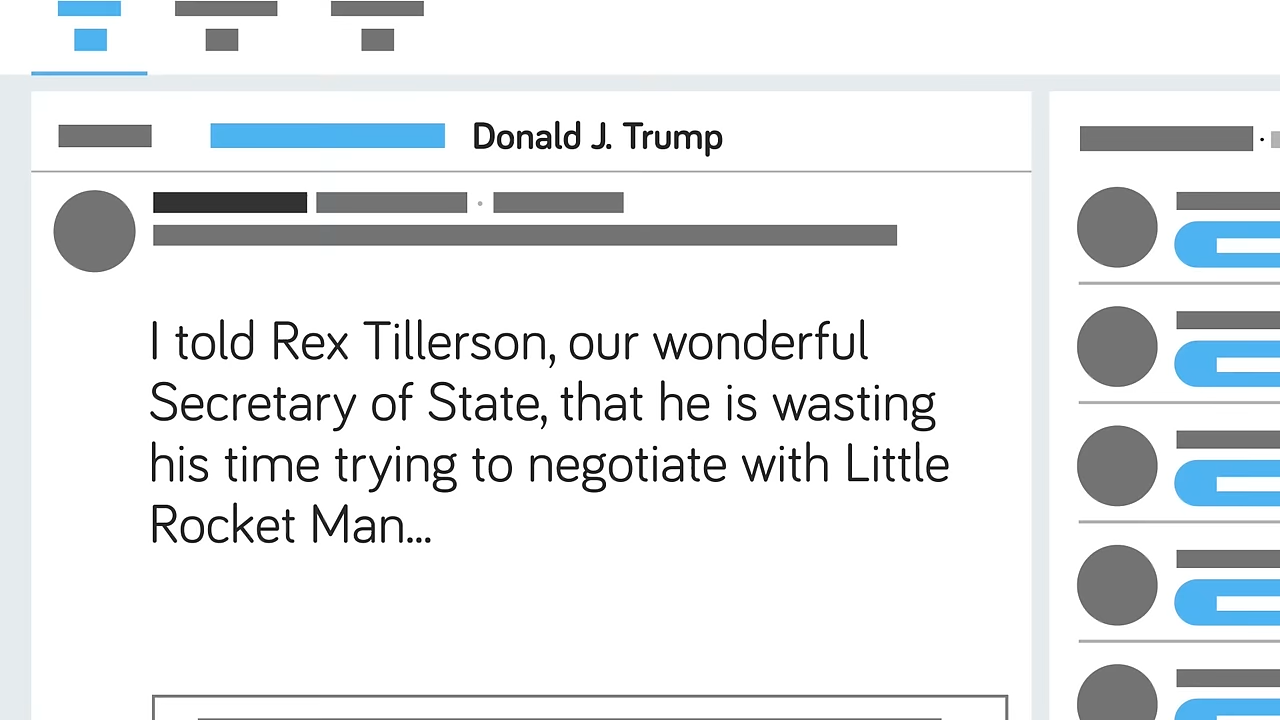 Donald J. Trump
I told Rex Tillerson, our wonderful
Secretary of State, that he is wasting
his time trying to negotiate with Little
Rocket Man...